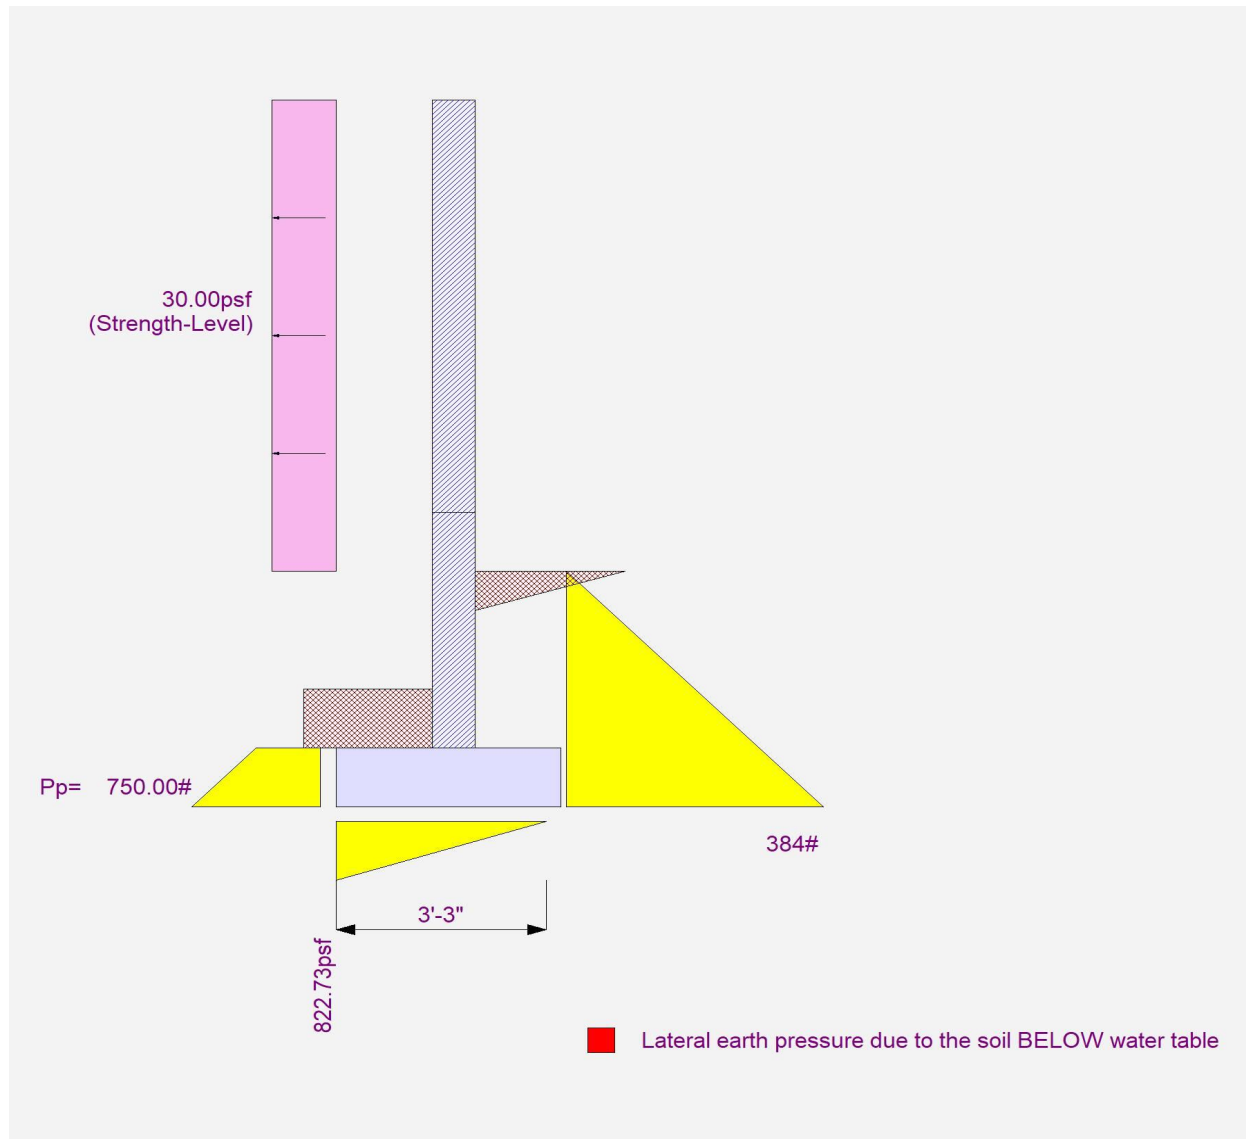 30.00psf
(Strength-Level)
Pp= 750.00#
384#
3'-3"
822.73psf
Lateral earth pressure due to the soil BELOW water table